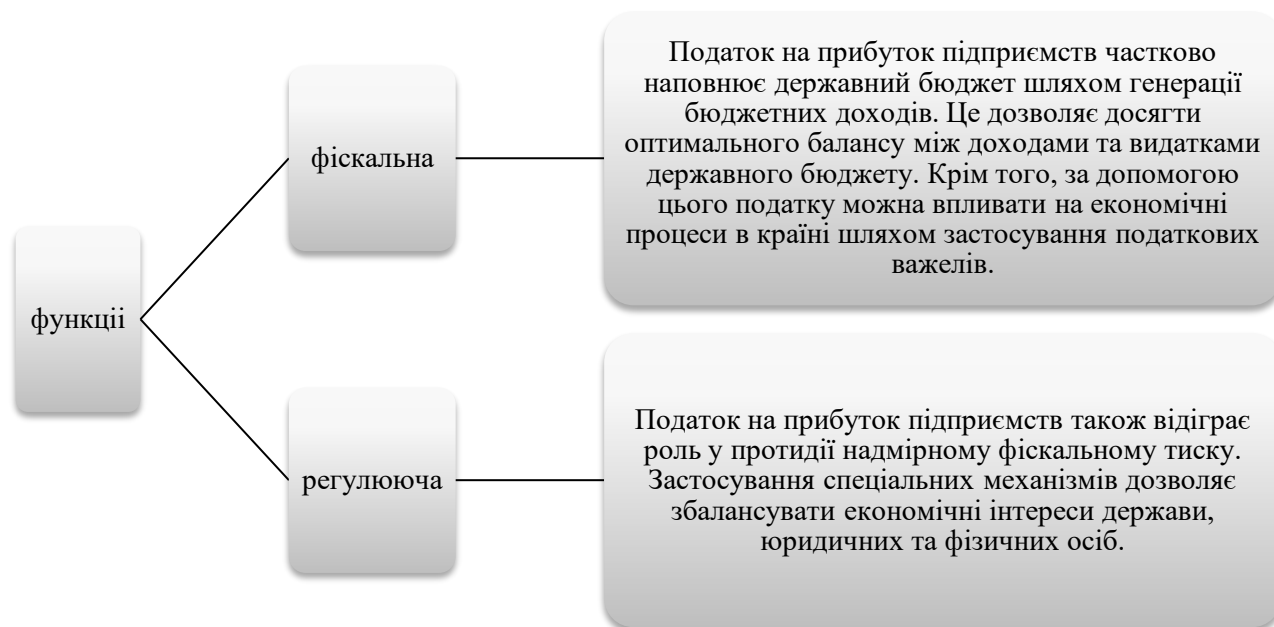 функції
фіскальна
Податок на прибуток підприємств частково
наповнює державний бюджет шляхом генерації
бюджетних доходів. Це дозволяє досягти
оптимального балансу між доходами та видатками
державного бюджету. Крім того, за допомогою
цього податку можна впливати на економічні
процеси в країні шляхом застосування податкових
важелів.
регулююча
Податок на прибуток підприємств також відіграє
роль у протидії надмірному фіскальному тиску.
Застосування спеціальних механізмів дозволяє
збалансувати економічні інтереси держави,
юридичних та фізичних осіб.